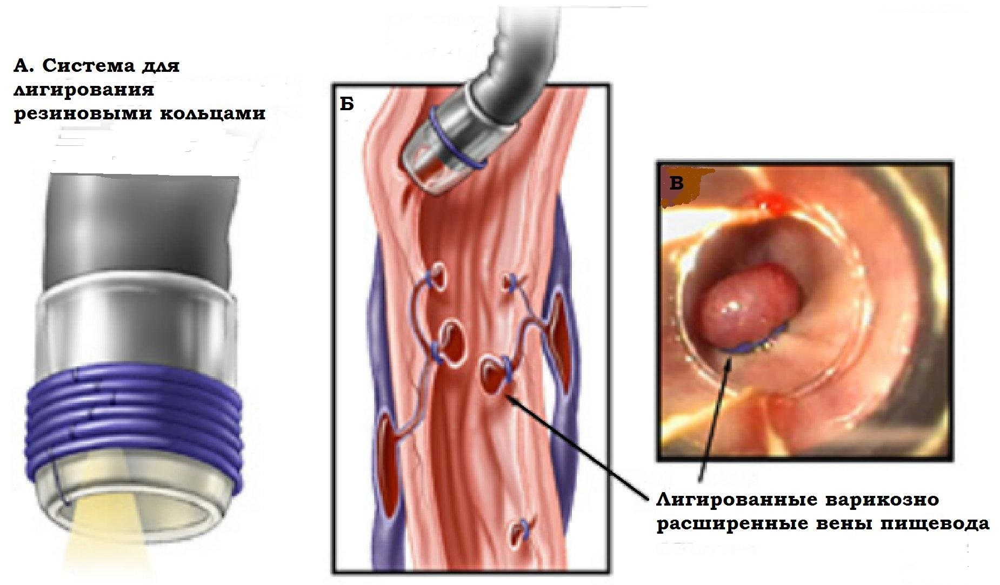 А. Система для
лигирования
резиновыми кольцами
Б
В
Лигированные варикозно
расширенные вены пищевода